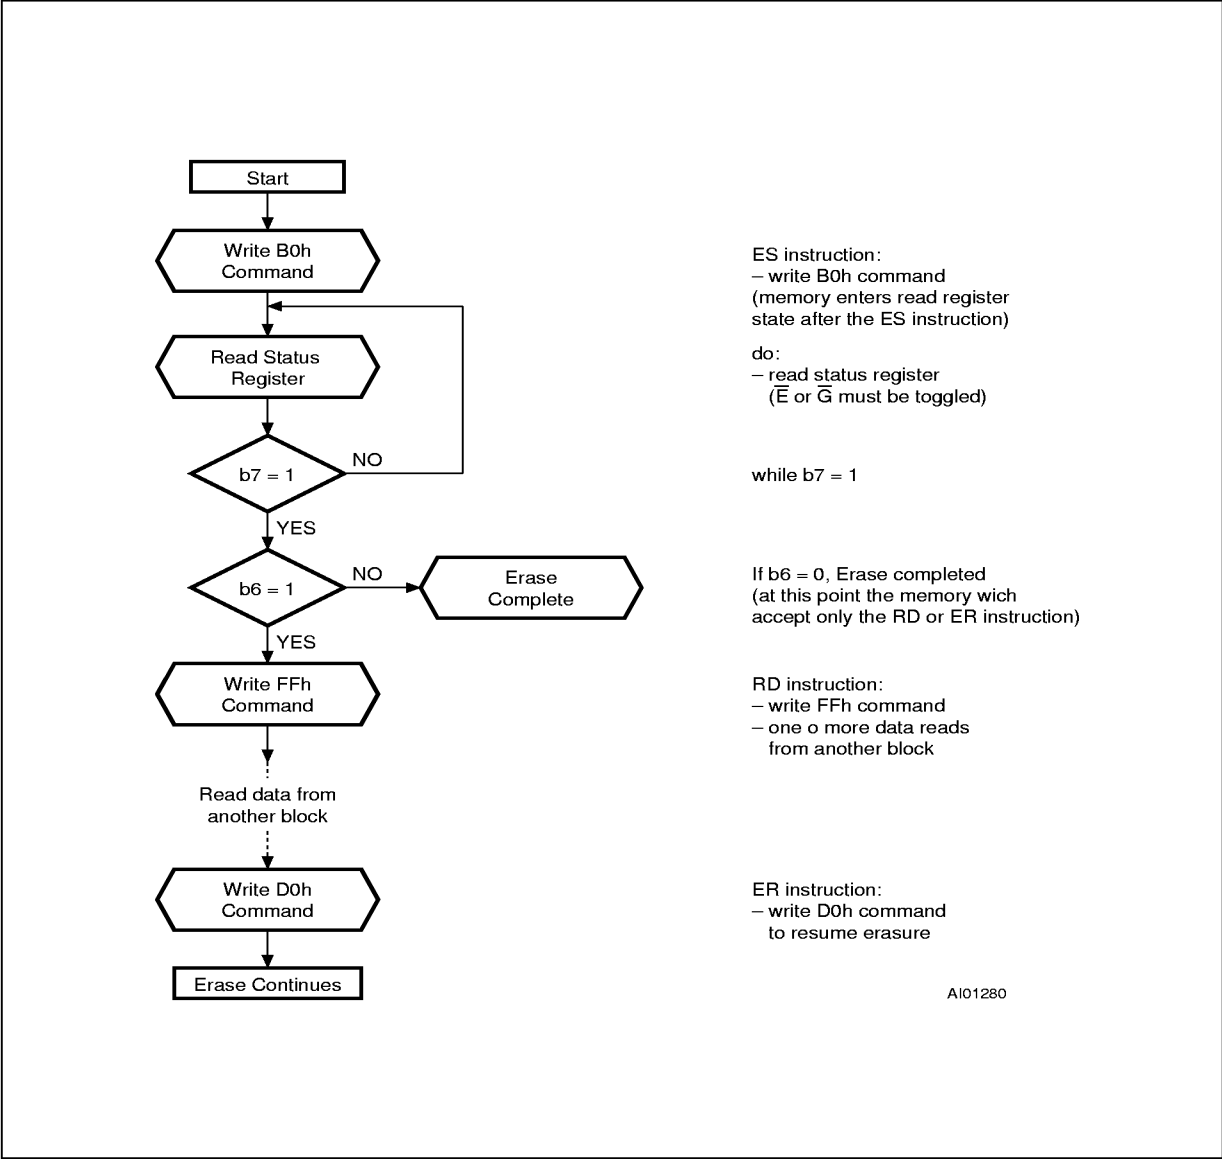 Start
Write B0h
Command
ES instruction:
– write B0h command
(memory enters read register
state after the ES instruction)
Read Status
Register
do:
– read status register
(E̅ or G̅ must be toggled)
b7 = 1
NO
while b7 = 1
YES
b6 = 1
NO
Erase
Complete
If b6 = 0, Erase completed
(at this point the memory wich
accept only the RD or ER instruction)
YES
Write FFh
Command
RD instruction:
– write FFh command
– one o more data reads
from another block
Read data from
another block
Write D0h
Command
ER instruction:
– write D0h command
to resume erasure
Erase Continues
AI01280